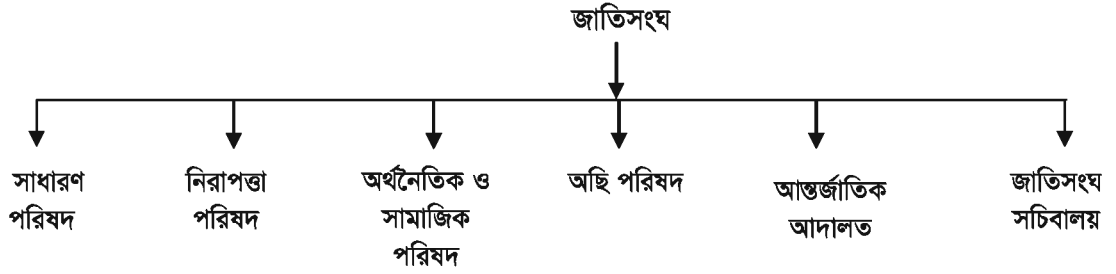 জাতিসংঘ
সাধারণ
পরিষদ
নিরাপত্তা
পরিষদ
অর্থনৈতিক ও
সামাজিক
পরিষদ
অছি পরিষদ
আন্তর্জাতিক
আদালত
জাতিসংঘ
সচিবালয়